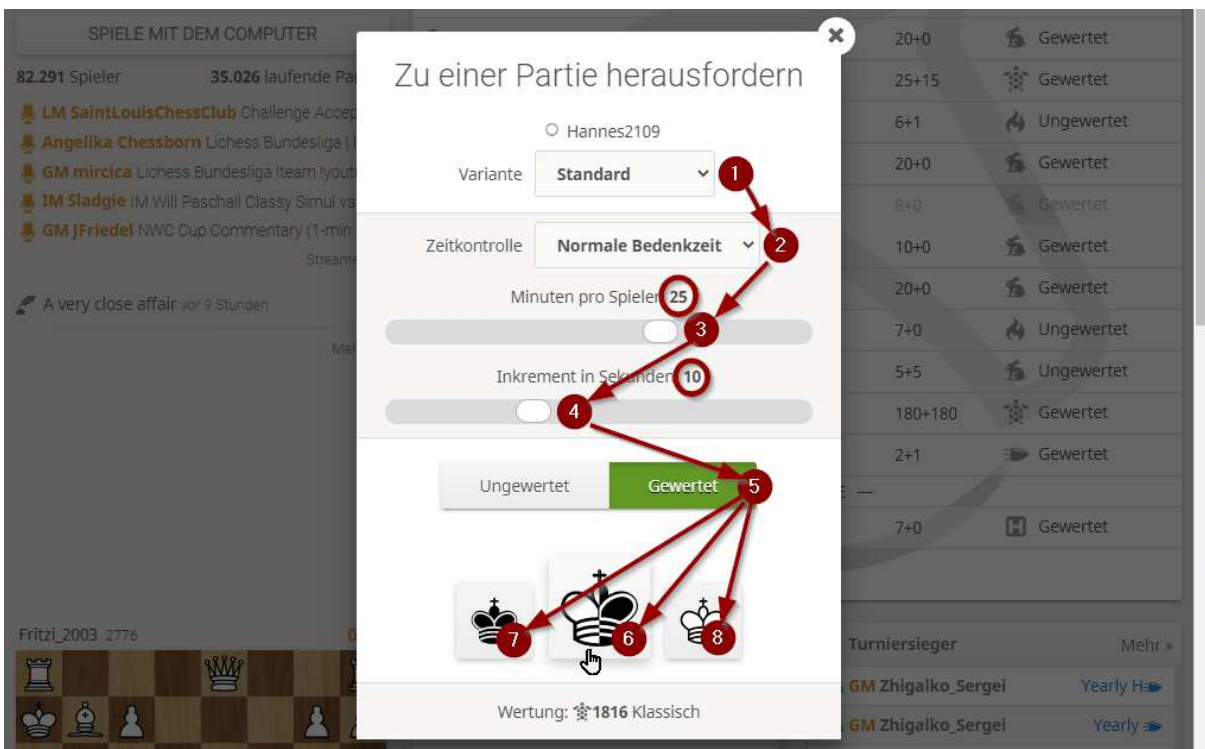 SPIELE MIT DEM COMPUTER
82.291 Spieler 35.026 laufende
LM SaintLouisChessClub Challenge
Angelika Chessborn Lichess Bundesliga
GM mircica Lichess Bundesliga !team
IM Sladgie IM Will Paschall Classy Simul vs
GM JFriedel NWC Cup Commentary (1-min
A very close affair vor 9 Stunden
Fritzi_2003 2776
Zu einer Partie herausfordern
Hannes2109
Variante Standard 1
Zeitkontrolle Normale Bedenkzeit 2
Minuten pro Spieler 25
3
Inkrement in Sekunden 10
4
Ungewertet Gewertet 5
7 6 8
Wertung: 1816 Klassisch
20+0 Gewertet
25+15 Gewertet
6+1 Ungewertet
20+0 Gewertet
8+0 Gewertet
10+0 Gewertet
20+0 Gewertet
7+0 Ungewertet
5+5 Ungewertet
180+180 Gewertet
2+1 Gewertet
7+0 Gewertet
Turniersieger Mehr »
GM Zhigalko_Sergei Yearly
GM Zhigalko_Sergei Yearly